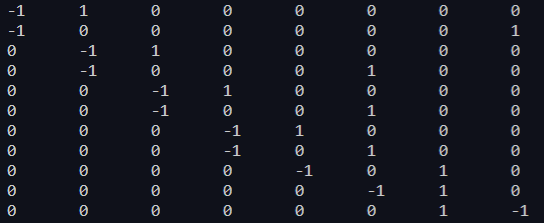 -1 1 0 0 0 0 0 0
-1 0 0 0 0 0 0 1
0 -1 1 0 0 0 0 0
0 -1 0 0 0 1 0 0
0 0 -1 1 0 0 0 0
0 0 -1 0 0 1 0 0
0 0 0 -1 1 0 0 0
0 0 0 -1 0 1 0 0
0 0 0 0 -1 0 1 0
0 0 0 0 0 -1 1 0
0 0 0 0 0 0 1 -1